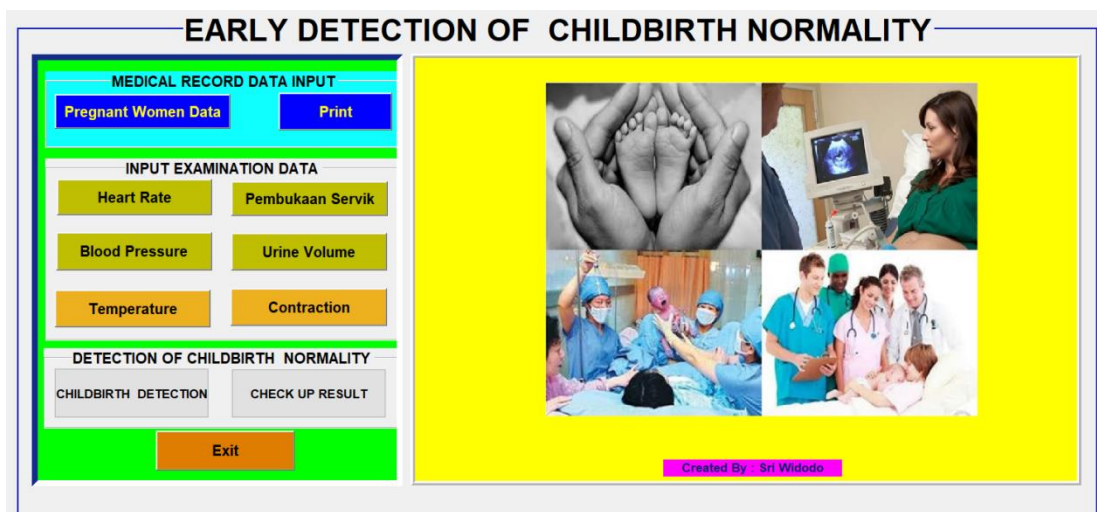 EARLY DETECTION OF CHILDBIRTH NORMALITY
MEDICAL RECORD DATA INPUT
Pregnant Women Data
Print
INPUT EXAMINATION DATA
Heart Rate
Pembukaan Servik
Blood Pressure
Urine Volume
Temperature
Contraction
DETECTION OF CHILDBIRTH NORMALITY
CHILDBIRTH DETECTION
CHECK UP RESULT
Exit
Created By : Sri Widodo